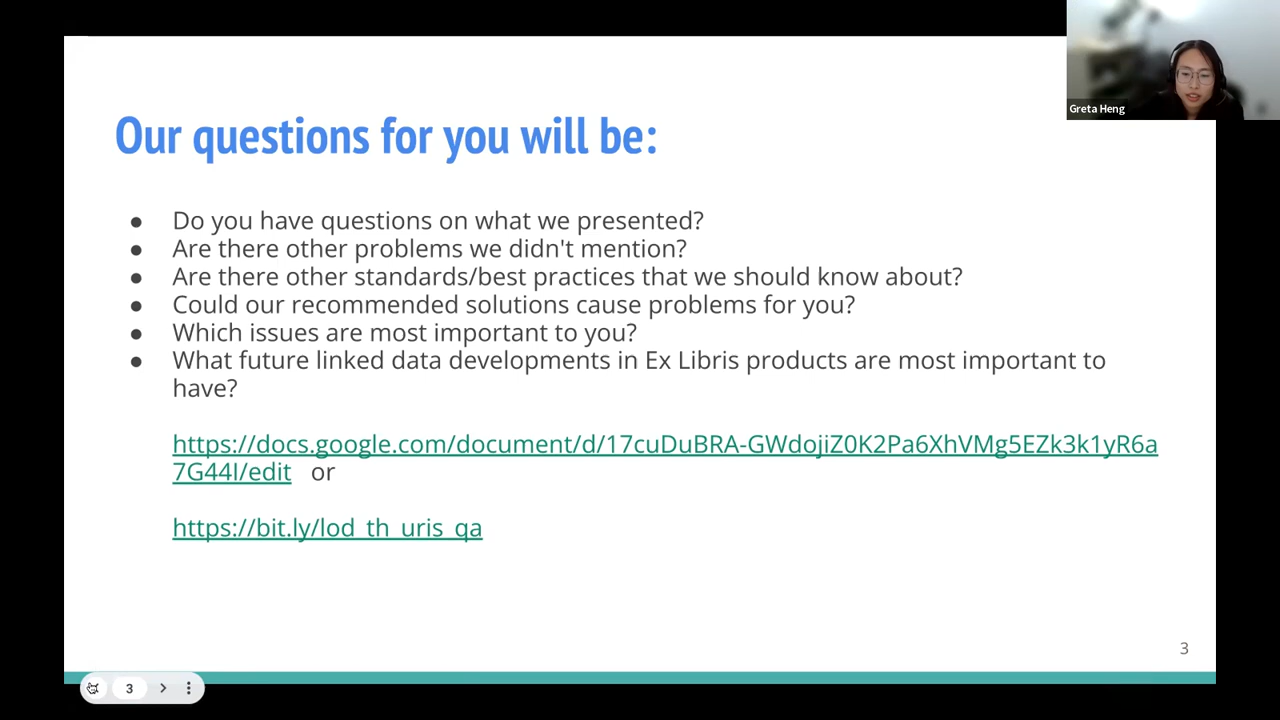 Greta Heng
Our questions for you will be:
● Do you have questions on what we presented?
● Are there other problems we didn't mention?
● Are there other standards/best practices that we should know about?
● Could our recommended solutions cause problems for you?
● Which issues are most important to you?
● What future linked data developments in Ex Libris products are most important to
have?
https://docs.google.com/document/d/17cuDuBRA-GWdojiZ0K2Pa6XhVMg5EZk3k1yR6a
7G44I/edit or
https://bit.ly/lod_th_uris_qa
3
3